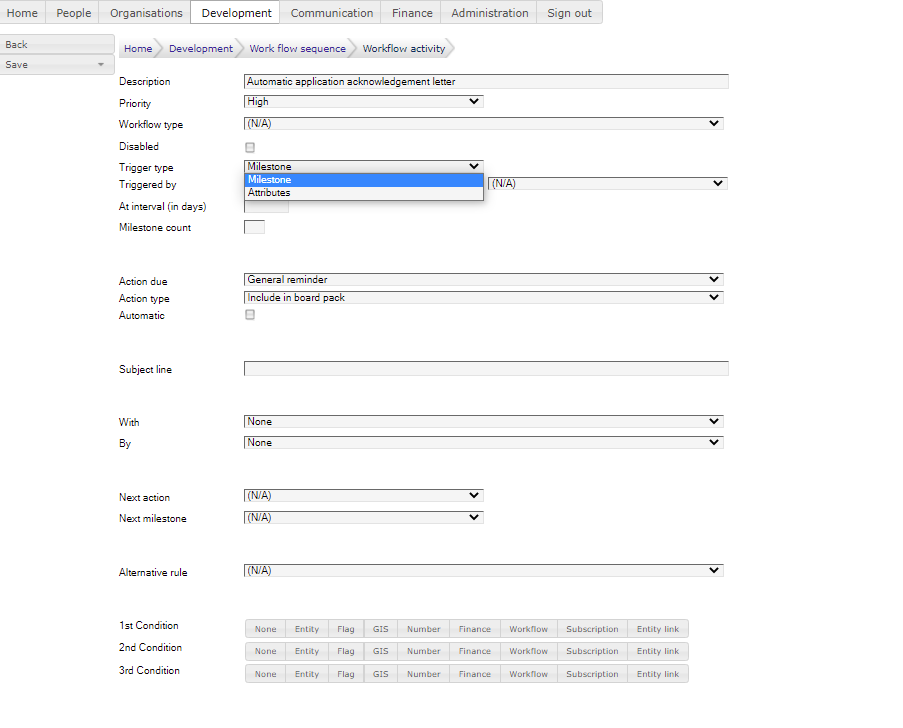 Home People Organisations Development Communication Finance Administration Sign out
Back
Save
Home Development Work flow sequence Workflow activity
Description Automatic application acknowledgement letter
Priority High
Workflow type (N/A)
Disabled
Trigger type Milestone
Milestone
Triggered by (N/A)
Attributes
At interval (in days)
Milestone count
Action due General reminder
Action type Include in board pack
Automatic
Subject line
With None
By None
Next action (N/A)
Next milestone (N/A)
Alternative rule (N/A)
1st Condition None Entity Flag GIS Number Finance Workflow Subscription Entity link
2nd Condition None Entity Flag GIS Number Finance Workflow Subscription Entity link
3rd Condition None Entity Flag GIS Number Finance Workflow Subscription Entity link